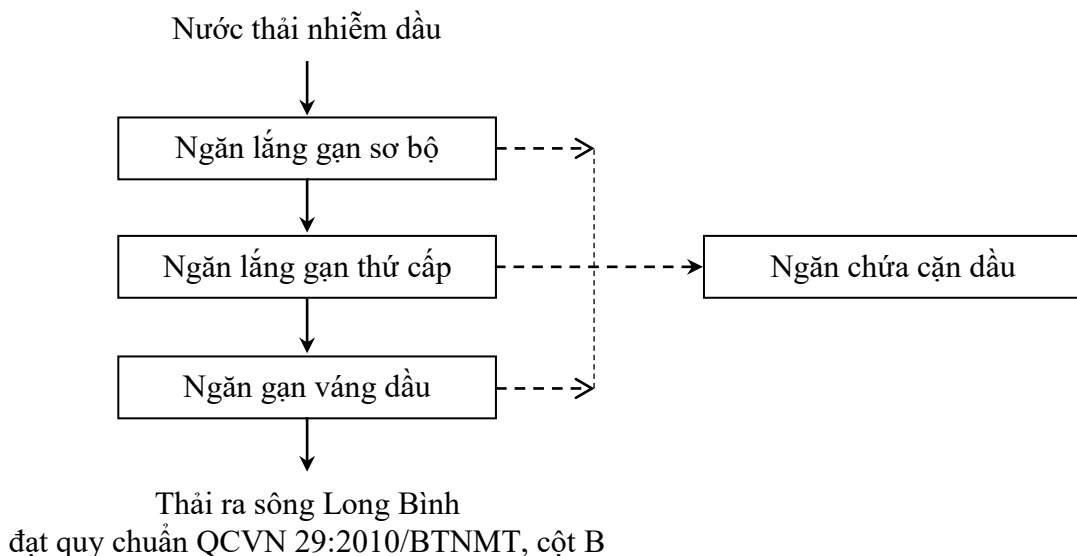 Nước thải nhiễm dầu
Ngăn lắng gạn sơ bộ
Ngăn lắng gạn thứ cấp
Ngăn chứa cặn dầu
Ngăn gạn váng dầu
Thải ra sông Long Bình
đạt quy chuẩn QCVN 29:2010/BTNMT, cột B